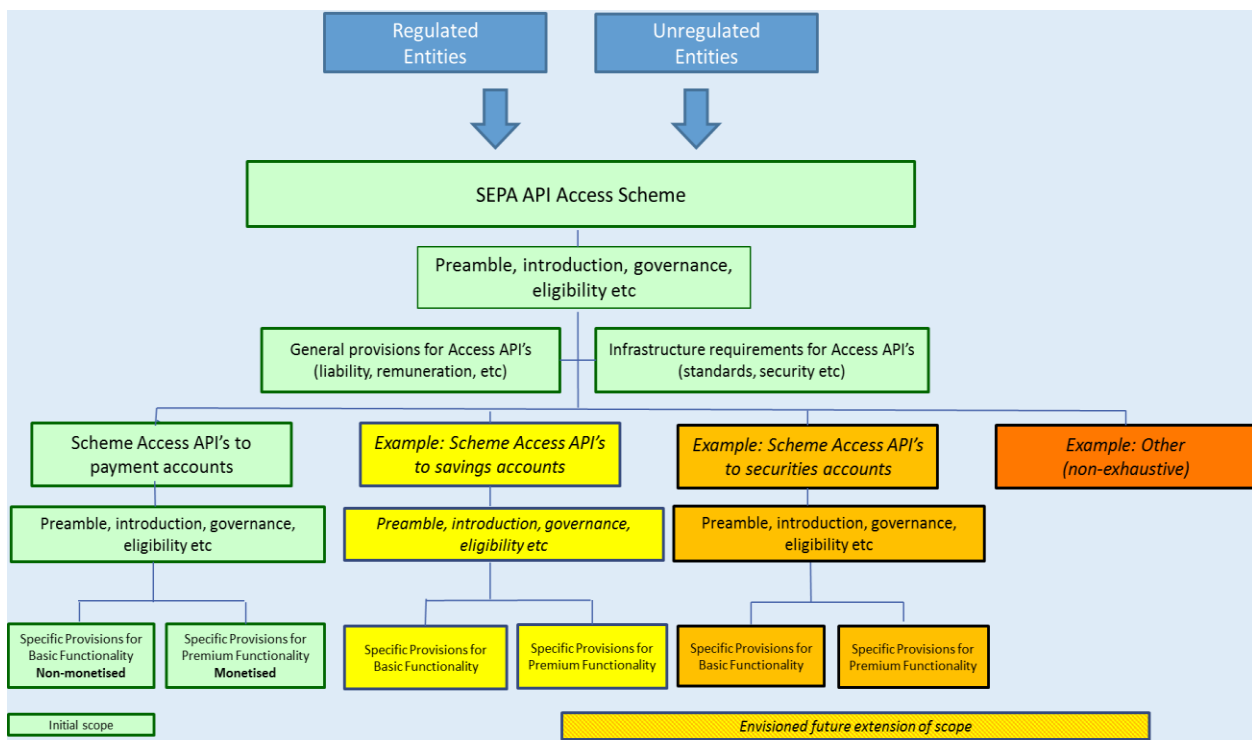 Regulated
Entities
Unregulated
Entities
SEPA API Access Scheme
Preamble, introduction, governance,
eligibility etc
General provisions for Access API's
(liability, remuneration, etc)
Infrastructure requirements for Access API's
(standards, security etc)
Scheme Access API's to
payment accounts
Example: Scheme Access API's
to savings accounts
Example: Scheme Access API's
to securities accounts
Example: Other
(non-exhaustive)
Preamble, introduction, governance,
eligibility etc
Preamble, introduction, governance,
eligibility etc
Preamble, introduction, governance,
eligibility etc
Specific Provisions for
Basic Functionality
Non-monetised
Specific Provisions for
Premium Functionality
Monetised
Specific Provisions for
Basic Functionality
Specific Provisions for
Premium Functionality
Specific Provisions for
Basic Functionality
Specific Provisions for
Premium Functionality
Initial scope
Envisioned future extension of scope